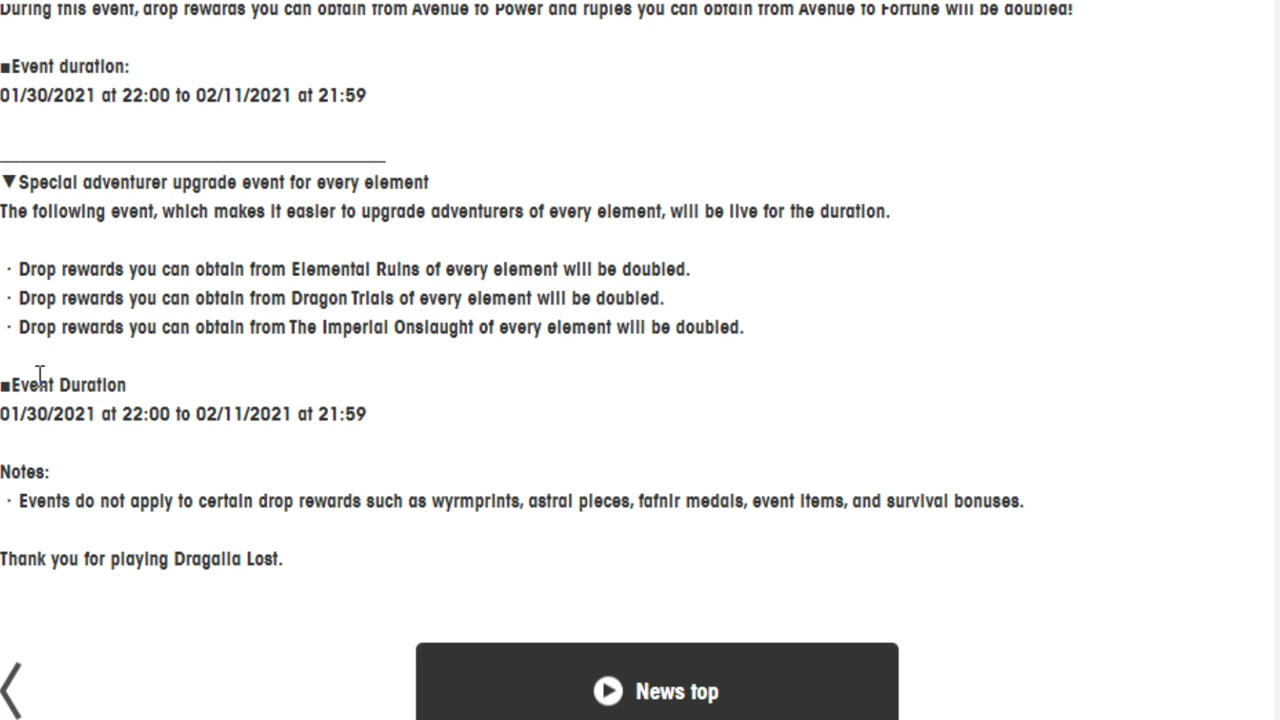 During this event, drop rewards you can obtain from Avenue to Power and rupies you can obtain from Avenue to Fortune will be doubled!
■Event duration:
01/30/2021 at 22:00 to 02/11/2021 at 21:59
▼Special adventurer upgrade event for every element
The following event, which makes it easier to upgrade adventurers of every element, will be live for the duration.
・Drop rewards you can obtain from Elemental Ruins of every element will be doubled.
・Drop rewards you can obtain from Dragon Trials of every element will be doubled.
・Drop rewards you can obtain from The Imperial Onslaught of every element will be doubled.
■Event Duration
01/30/2021 at 22:00 to 02/11/2021 at 21:59
Notes:
・Events do not apply to certain drop rewards such as wyrmprints, astral pieces, fafnir medals, event items, and survival bonuses.
Thank you for playing Dragalia Lost.
News top